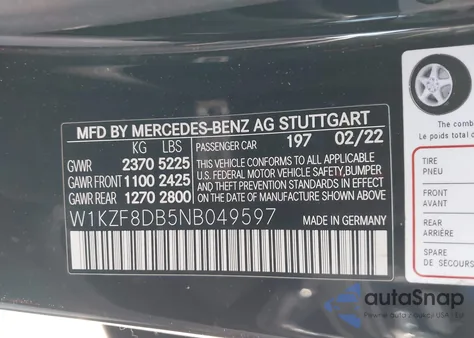 MFD BY MERCEDES-BENZ AG STUTTGART
KG LBS
GVWR 2370 5225
GAWR FRONT 1100 2425
GAWR REAR 1270 2800
PASSENGER CAR 197 02/22
THIS VEHICLE CONFORMS TO ALL APPLICABLE
U.S. FEDERAL MOTOR VEHICLE SAFETY,BUMPER
AND THEFT PREVENTION STANDARDS IN EFFECT
ON THE DATE OF MANUFACTURE SHOWN ABOVE
W1KZF8DB5NB049597
MADE IN GERMANY
The comb
Le poids total
TIRE
PNEU
FRONT
AVANT
REAR
ARRIÈRE
SPARE
DE SECOURS
autoSnap